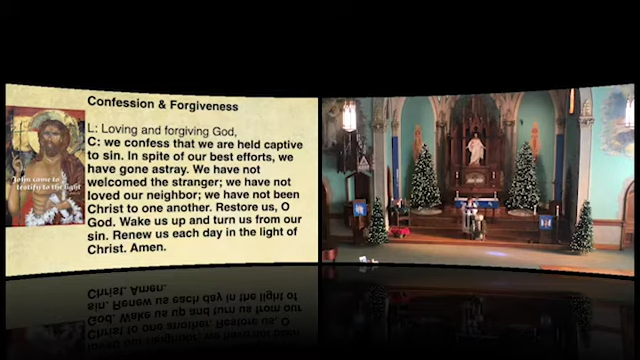 Confession & Forgiveness
L: Loving and forgiving God,
C: we confess that we are held captive
to sin. In spite of our best efforts, we
have gone astray. We have not
welcomed the stranger; we have not
loved our neighbor; we have not been
Christ to one another. Restore us, O
God. Wake us up and turn us from our
sin. Renew us each day in the light of
Christ. Amen.
John came to
testify to the light